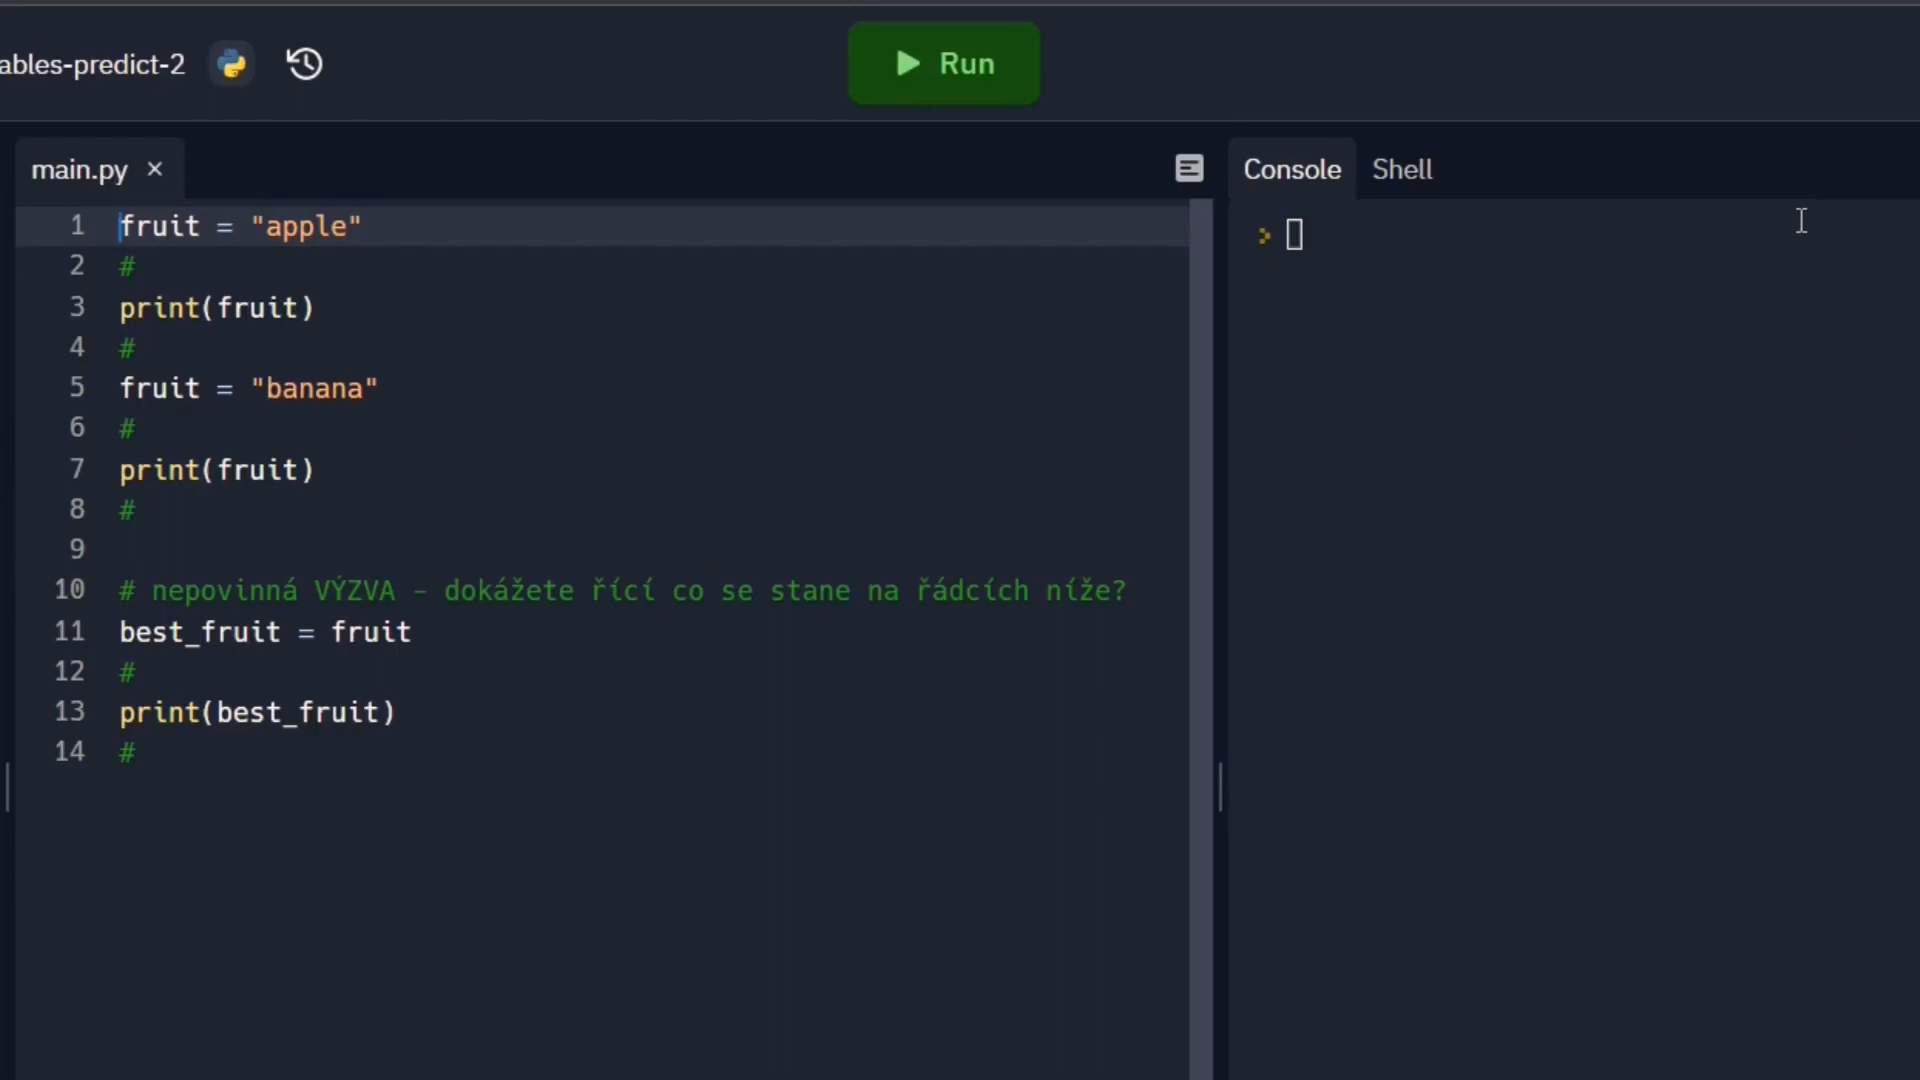 ables-predict-2
Run
main.py
Console Shell
1 fruit = "apple"
2 #
3 print(fruit)
4 #
5 fruit = "banana"
6 #
7 print(fruit)
8 #
9
10 # nepovinná VÝZVA - dokážete řící co se stane na řádcích níže?
11 best_fruit = fruit
12 #
13 print(best_fruit)
14 #